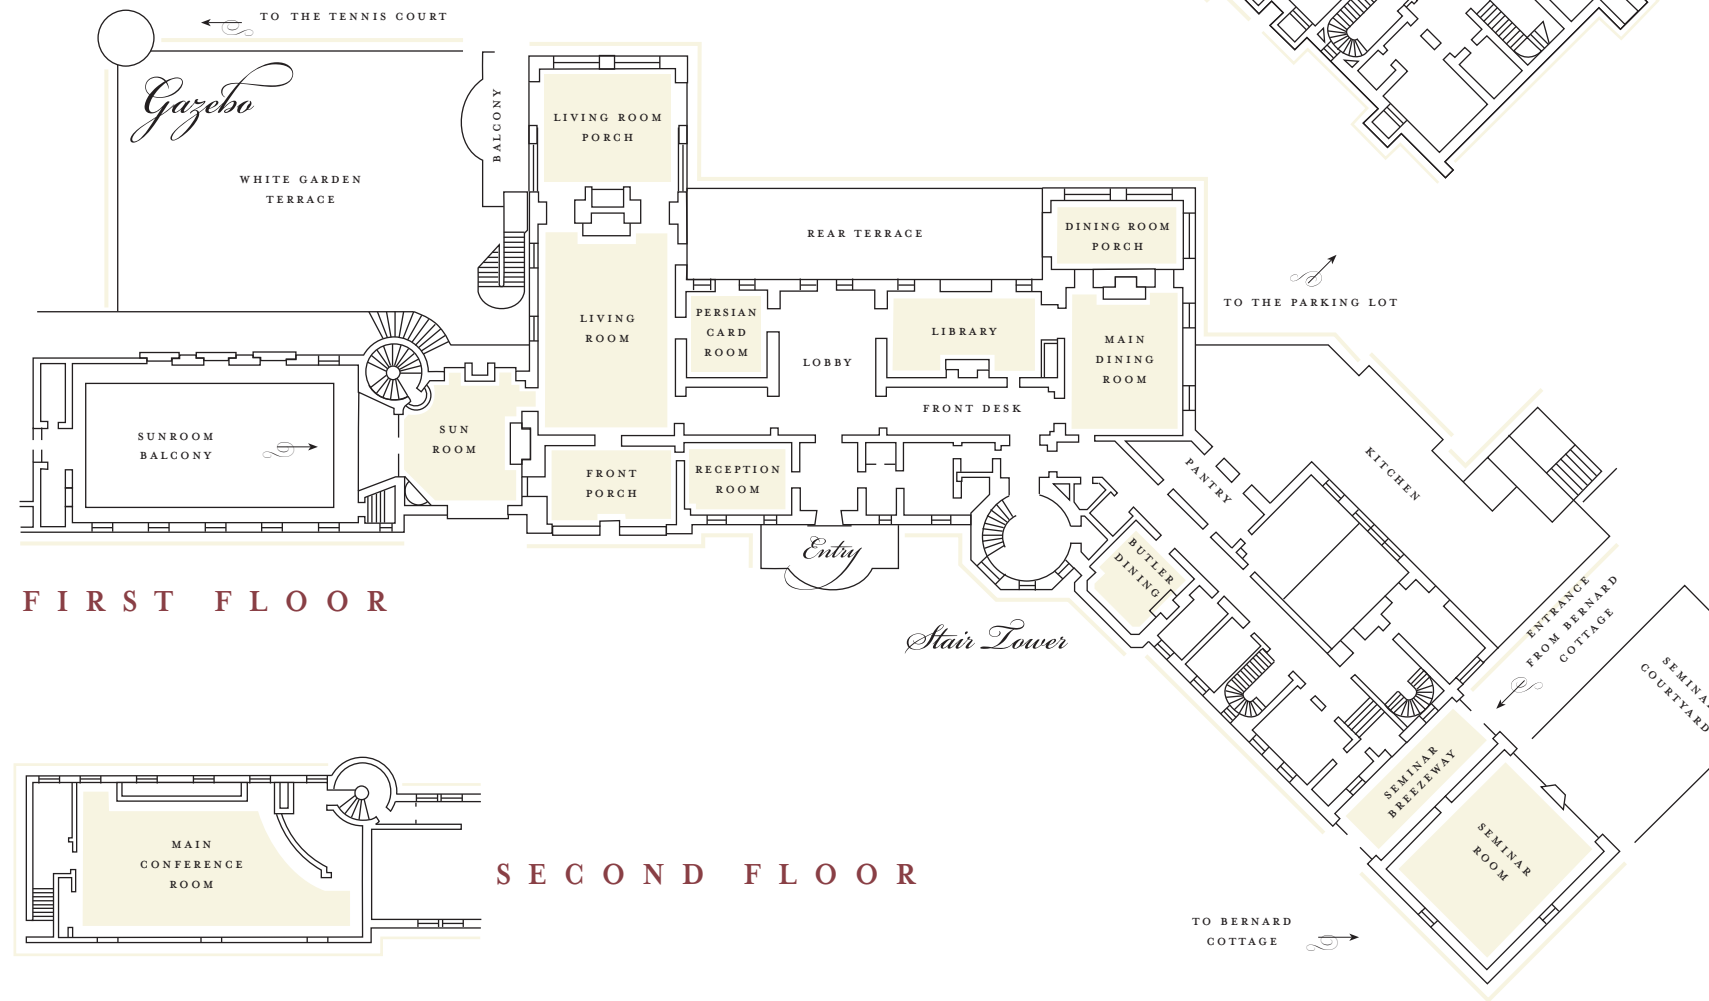 TO THE TENNIS COURT
Gazebo
WHITE GARDEN
TERRACE
BALCONY
LIVING ROOM
PORCH
REAR TERRACE
DINING ROOM
PORCH
TO THE PARKING LOT
LIVING
ROOM
PERSIAN
CARD
ROOM
LOBBY
LIBRARY
MAIN
DINING
ROOM
FRONT DESK
SUNROOM
BALCONY
SUN
ROOM
FRONT
PORCH
RECEPTION
ROOM
PANTRY
KITCHEN
Entry
BUTLER
DINING
FIRST FLOOR
Stair Tower
ENTRANCE
FROM BERNARD
COTTAGE
SEMINAR
BREEZEWAY
COURTYARD
SEMINAR
ROOM
MAIN
CONFERENCE
ROOM
SECOND FLOOR
TO BERNARD
COTTAGE